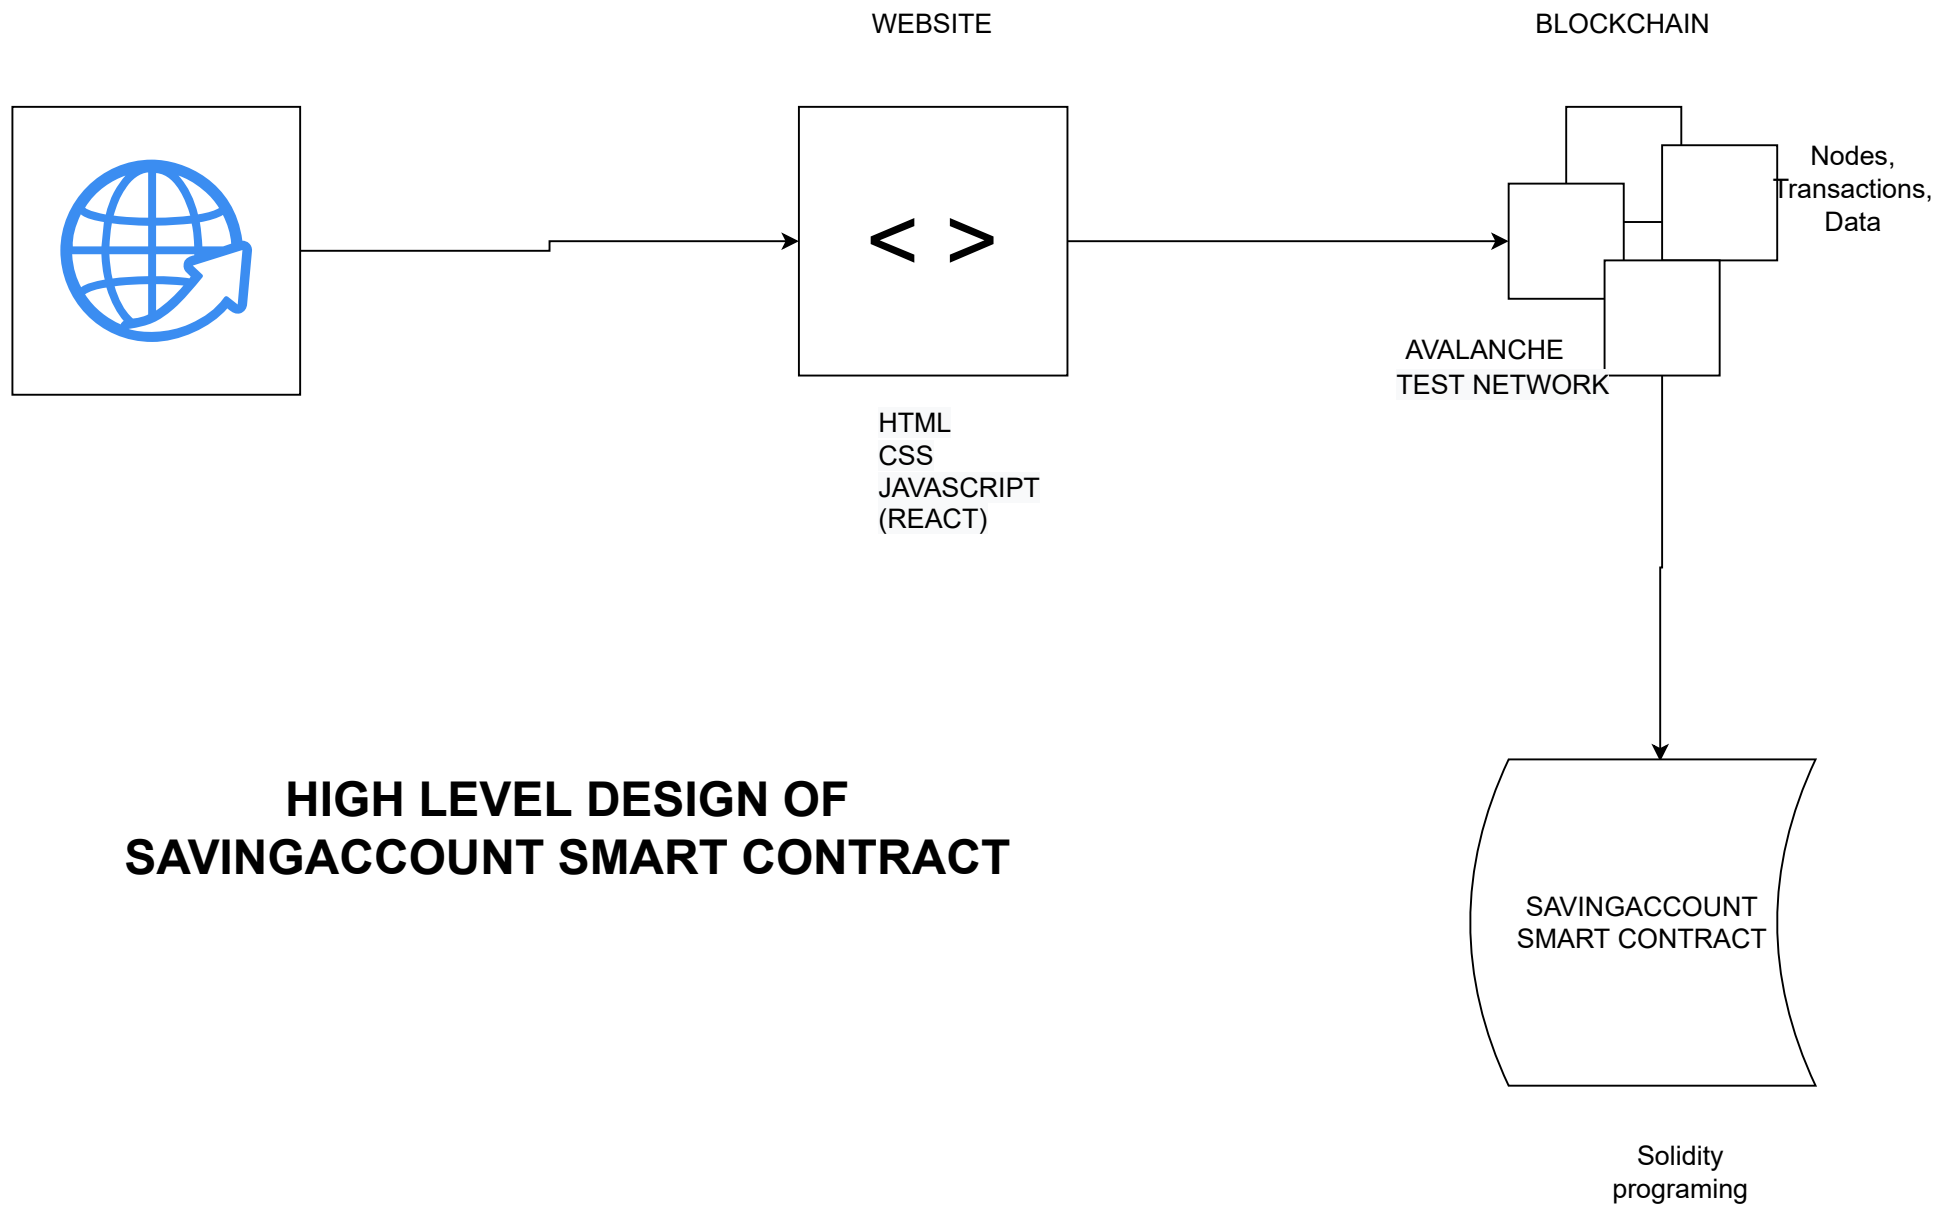 WEBSITE
BLOCKCHAIN
< >
Nodes,
Transactions,
Data
AVALANCHE
TEST NETWORK
HTML
CSS
JAVASCRIPT
(REACT)
HIGH LEVEL DESIGN OF
SAVINGACCOUNT SMART CONTRACT
SAVINGACCOUNT
SMART CONTRACT
Solidity
programing